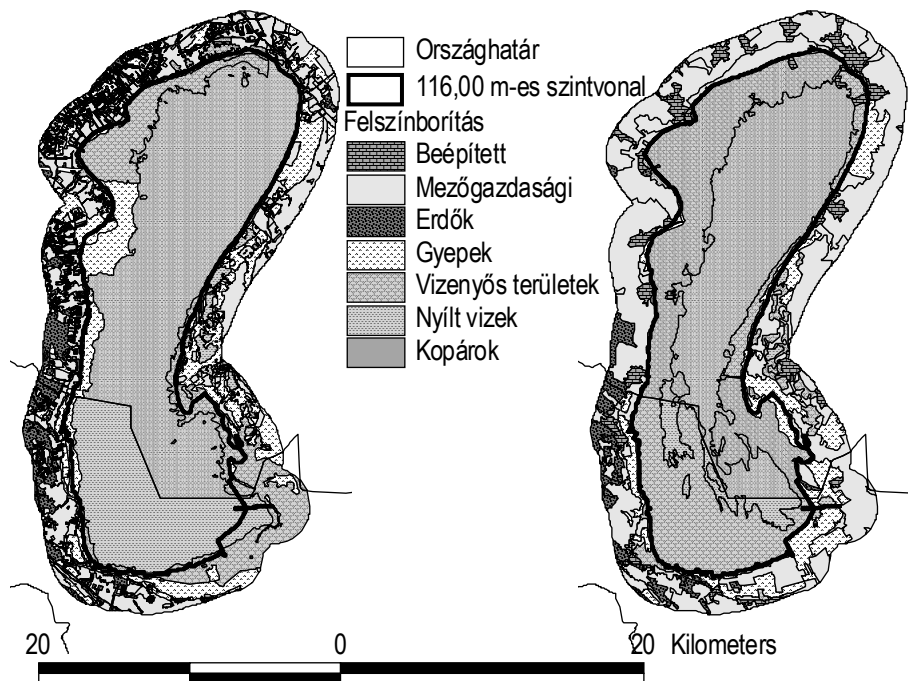 Országhatár
116,00 m-es szintvonal
Felszínborítás
Beépített
Mezőgazdasági
Erdők
Gyepek
Vizenyős területek
Nyílt vizek
Kopárok
20 0 20 Kilometers